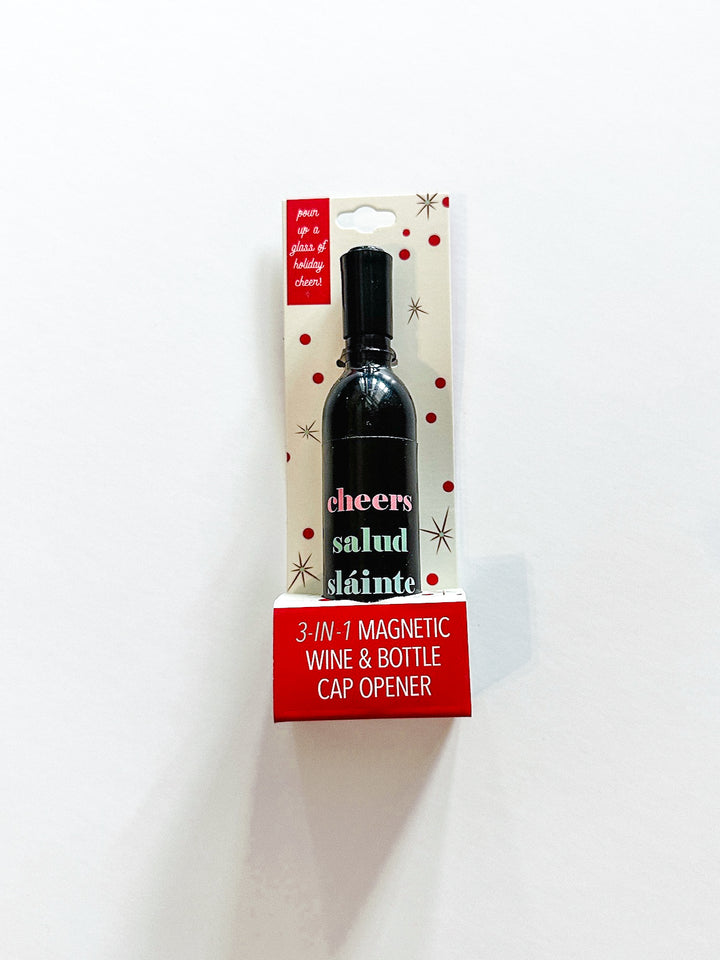 pour
up a
glass of
holiday
cheer!
cheers
salud
sláinte
3-IN-1 MAGNETIC
WINE & BOTTLE
CAP OPENER